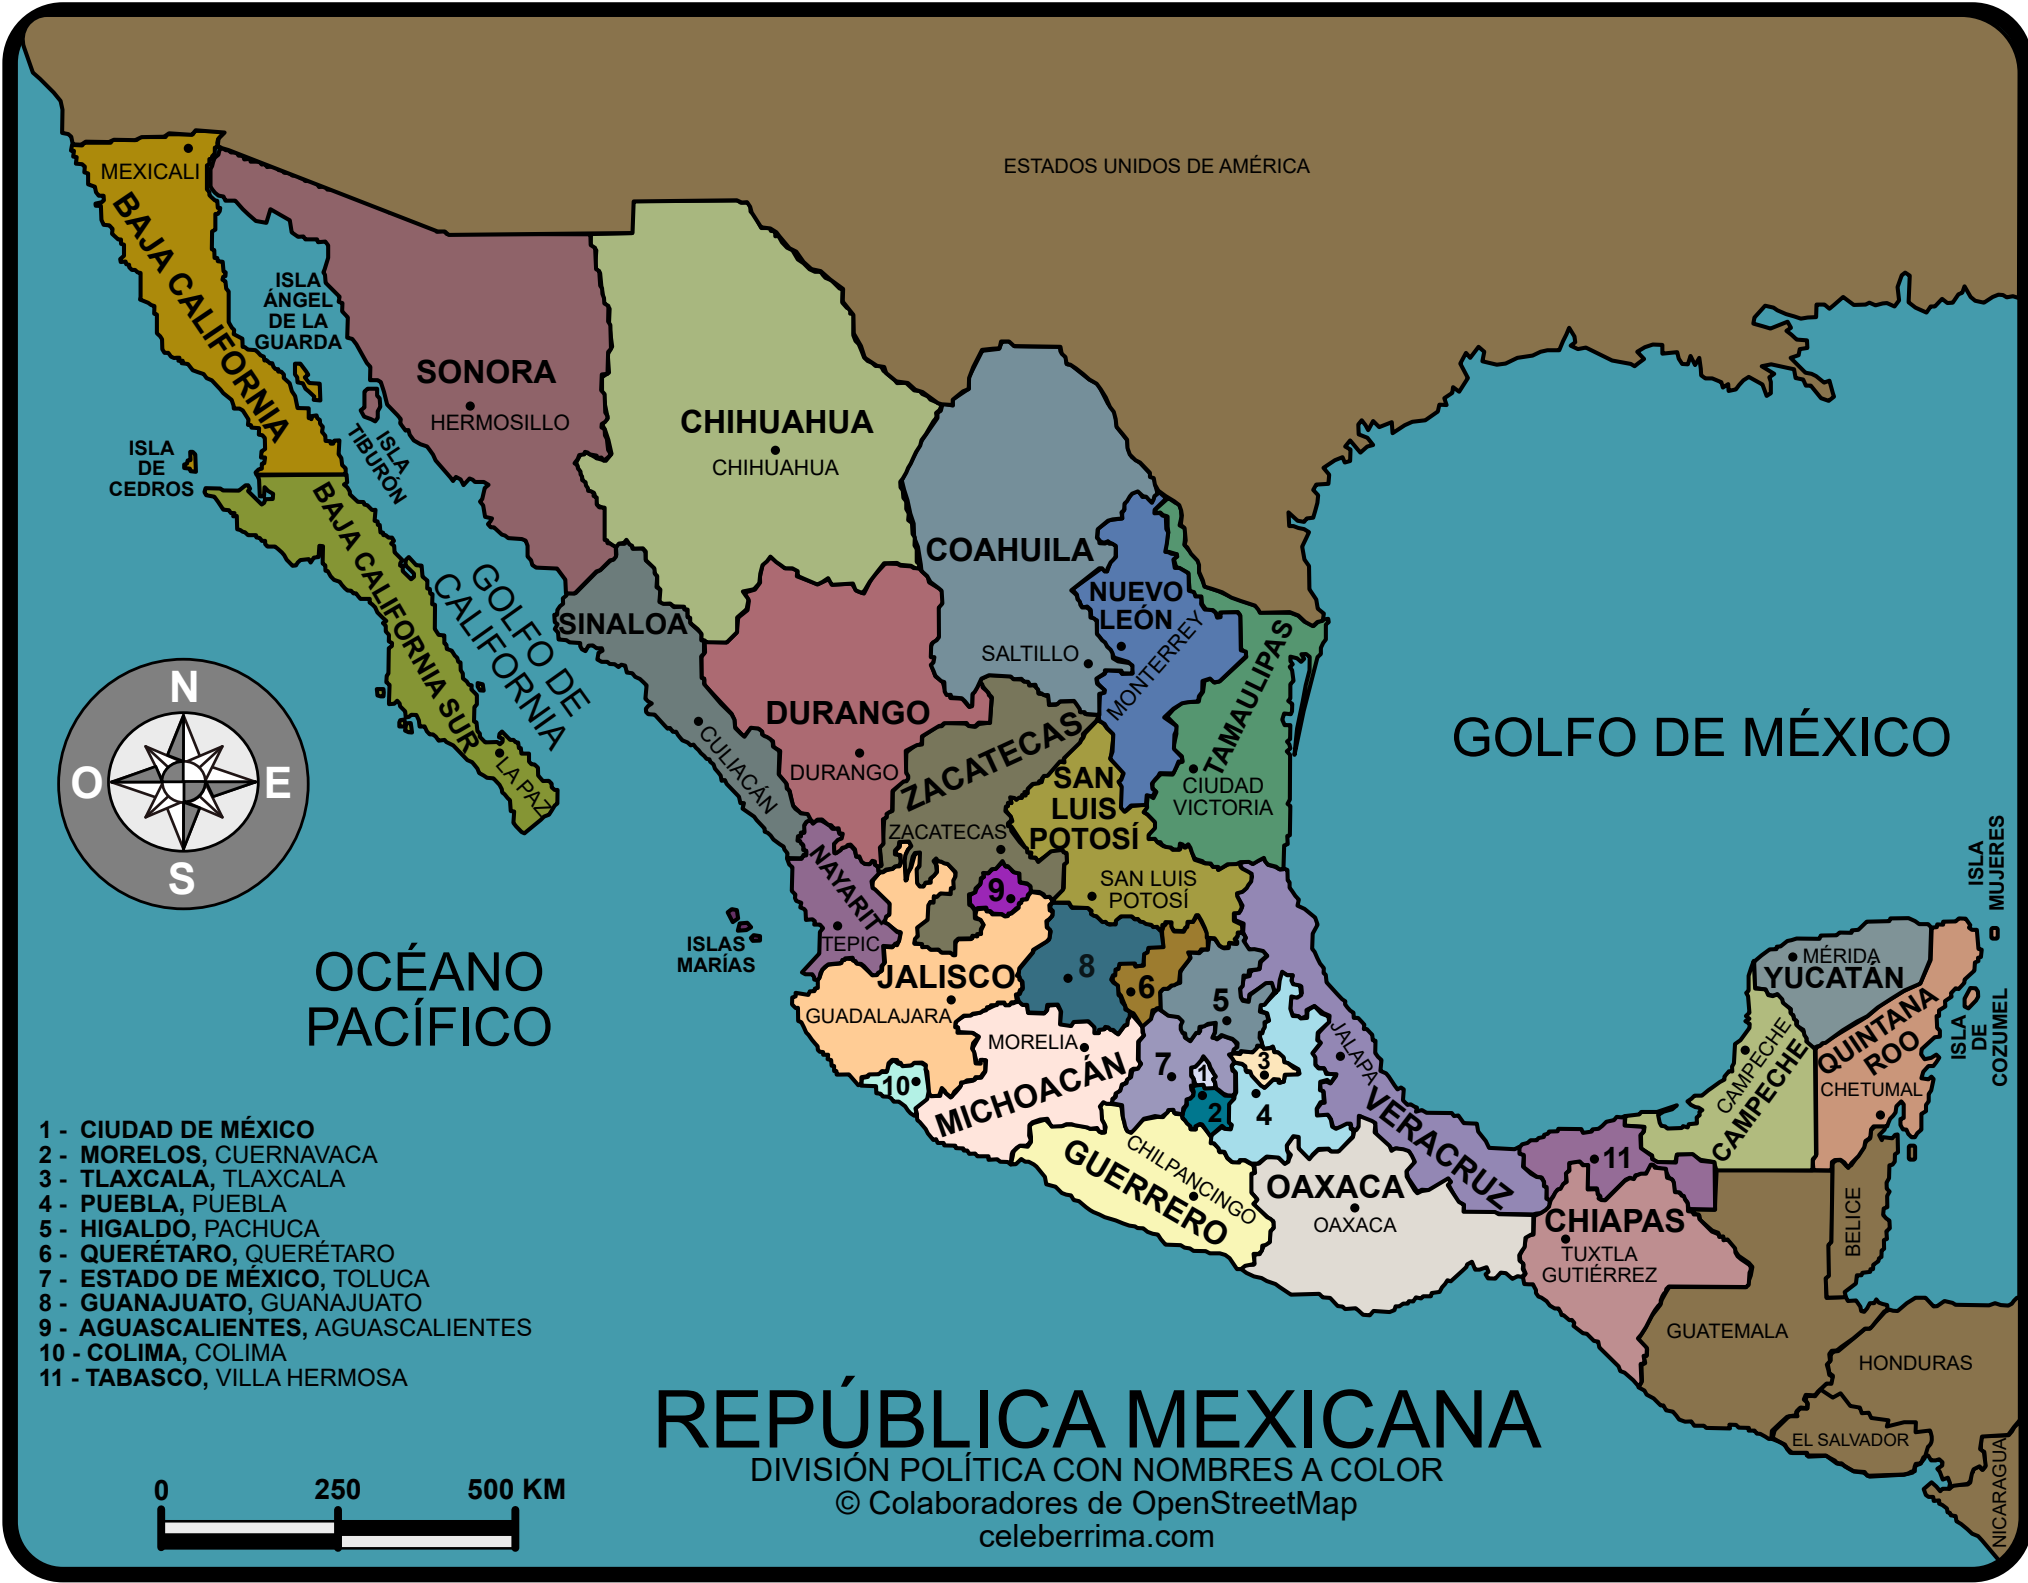 ESTADOS UNIDOS DE AMÉRICA
MEXICALI
BAJA CALIFORNIA
ISLA
ÁNGEL
DE LA
GUARDA
SONORA
HERMOSILLO
CHIHUAHUA
CHIHUAHUA
ISLA
DE
CEDROS
ISLA
TIBURÓN
BAJA CALIFORNIA SUR
LA PAZ
GOLFO DE
CALIFORNIA
COAHUILA
SALTILLO
NUEVO
LEÓN
MONTERREY
TAMAULIPAS
CIUDAD
VICTORIA
SINALOA
CULIACÁN
DURANGO
DURANGO
ZACATECAS
ZACATECAS
SAN
LUIS
POTOSÍ
SAN LUIS
POTOSÍ
GOLFO DE MÉXICO
N
O
E
S
NAYARIT
TEPIC
ISLAS
MARÍAS
9
8
6
5
JALISCO
GUADALAJARA
MORELIA
MICHOACÁN
10
7
1
3
2
4
JALAPA
VERACRUZ
CHILPANCINGO
GUERRERO
OAXACA
OAXACA
11
CHIAPAS
TUXTLA
GUTIÉRREZ
ISLA
MUJERES
MÉRIDA
YUCATÁN
QUINTANA
ROO
CHETUMAL
ISLA
DE
COZUMEL
CAMPECHE
CAMPECHE
BELICE
GUATEMALA
HONDURAS
EL SALVADOR
NICARAGUA
OCÉANO
PACÍFICO
1 - CIUDAD DE MÉXICO
2 - MORELOS, CUERNAVACA
3 - TLAXCALA, TLAXCALA
4 - PUEBLA, PUEBLA
5 - HIGALDO, PACHUCA
6 - QUERÉTARO, QUERÉTARO
7 - ESTADO DE MÉXICO, TOLUCA
8 - GUANAJUATO, GUANAJUATO
9 - AGUASCALIENTES, AGUASCALIENTES
10 - COLIMA, COLIMA
11 - TABASCO, VILLA HERMOSA
REPÚBLICA MEXICANA
DIVISIÓN POLÍTICA CON NOMBRES A COLOR
© Colaboradores de OpenStreetMap
celeberrima.com
0 250 500 KM